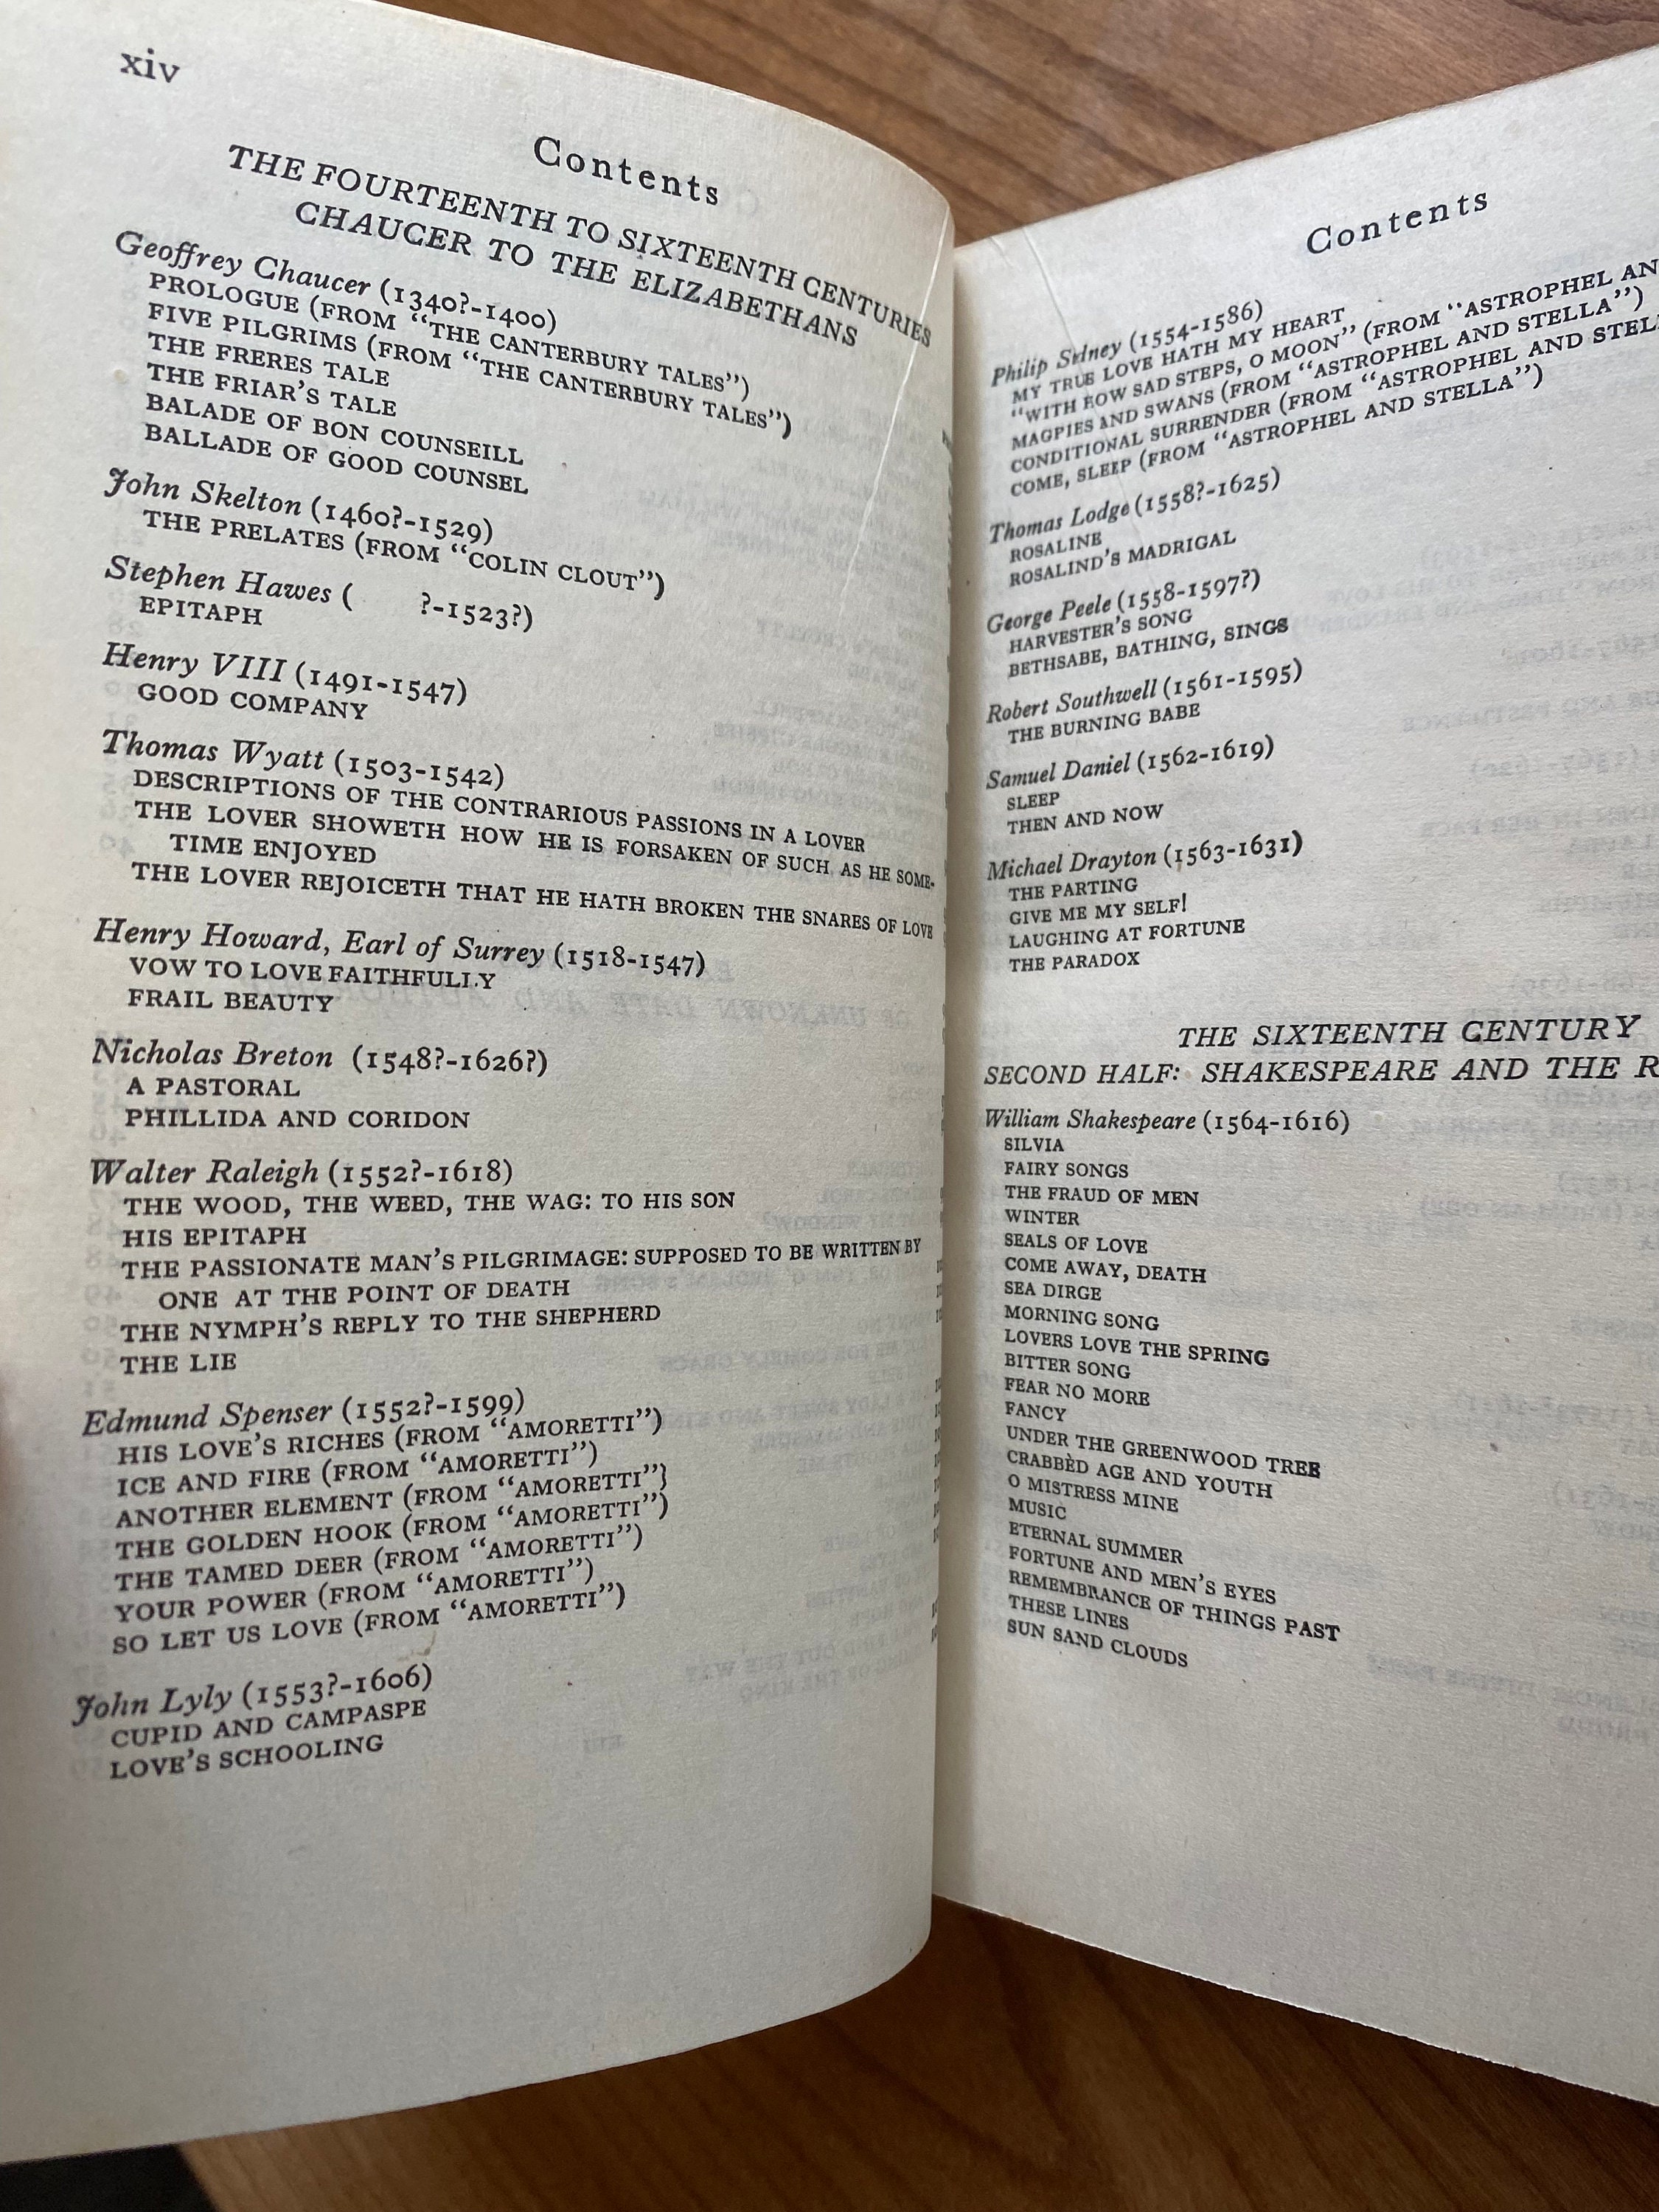 xiv
Contents
THE FOURTEENTH TO SIXTEENTH CENTURIES
CHAUCER TO THE ELIZABETHANS
Geoffrey Chaucer (1340?-1400)
PROLOGUE (FROM "THE CANTERBURY TALES")
FIVE PILGRIMS (FROM "THE CANTERBURY TALES")
THE FRERES TALE
THE FRIAR'S TALE
BALADE OF BON COUNSEILL
BALLADE OF GOOD COUNSEL
John Skelton (1460?-1529)
THE PRELATES (FROM "COLIN CLOUT")
Stephen Hawes ( ?-1523?)
EPITAPH
Henry VIII (1491-1547)
GOOD COMPANY
Thomas Wyatt (1503-1542)
DESCRIPTIONS OF THE CONTRARIOUS PASSIONS IN A LOVER
THE LOVER SHOWETH HOW HE IS FORSAKEN OF SUCH AS HE SOME-
TIME ENJOYED
THE LOVER REJOICETH THAT HE HATH BROKEN THE SNARES OF LOVE
Henry Howard, Earl of Surrey (1518-1547)
VOW TO LOVE FAITHFULLY
FRAIL BEAUTY
Nicholas Breton (1548?-1626?)
A PASTORAL
PHILLIDA AND CORIDON
Walter Raleigh (1552?-1618)
THE WOOD, THE WEED, THE WAG: TO HIS SON
HIS EPITAPH
THE PASSIONATE MAN'S PILGRIMAGE: SUPPOSED TO BE WRITTEN BY
ONE AT THE POINT OF DEATH
THE NYMPH'S REPLY TO THE SHEPHERD
THE LIE
Edmund Spenser (1552?-1599)
HIS LOVE'S RICHES (FROM "AMORETTI")
ICE AND FIRE (FROM "AMORETTI")
ANOTHER ELEMENT (FROM "AMORETTI")
THE GOLDEN HOOK (FROM "AMORETTI")
THE TAMED DEER (FROM "AMORETTI")
YOUR POWER (FROM "AMORETTI")
SO LET US LOVE (FROM "AMORETTI")
John Lyly (1553?-1606)
CUPID AND CAMPASPE
LOVE'S SCHOOLING
Contents
Philip Sidney (1554-1586)
MY TRUE LOVE HATH MY HEART
"WITH HOW SAD STEPS, O MOON" (FROM "ASTROPHEL AN
MAGPIES AND SWANS (FROM "ASTROPHEL AND STELLA")
CONDITIONAL SURRENDER (FROM "ASTROPHEL AND STEL
COME, SLEEP (FROM "ASTROPHEL AND STELLA")
Thomas Lodge (1558?-1625)
ROSALINE
ROSALIND'S MADRIGAL
George Peele (1558-1597?)
HARVESTER'S SONG
BETHSABE, BATHING, SINGS
Robert Southwell (1561-1595)
THE BURNING BABE
Samuel Daniel (1562-1619)
SLEEP
THEN AND NOW
Michael Drayton (1563-1631)
THE PARTING
GIVE ME MY SELF!
LAUGHING AT FORTUNE
THE PARADOX
THE SIXTEENTH CENTURY
SECOND HALF: SHAKESPEARE AND THE R
William Shakespeare (1564-1616)
SILVIA
FAIRY SONGS
THE FRAUD OF MEN
WINTER
SEALS OF LOVE
COME AWAY, DEATH
SEA DIRGE
MORNING SONG
LOVERS LOVE THE SPRING
BITTER SONG
FEAR NO MORE
FANCY
UNDER THE GREENWOOD TREE
CRABBÈD AGE AND YOUTH
O MISTRESS MINE
MUSIC
ETERNAL SUMMER
FORTUNE AND MEN'S EYES
REMEMBRANCE OF THINGS PAST
THESE LINES
SUN SAND CLOUDS